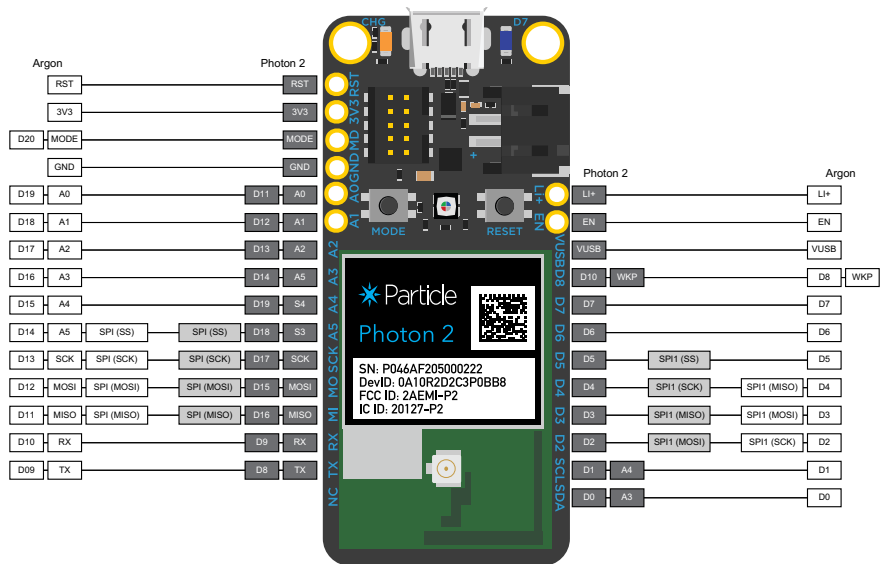 CHG D7
Argon Photon 2
RST RST
3V3 3V3
D20 MODE MODE
GND GND
D19 A0 D11 A0
D18 A1 D12 A1
D17 A2 D13 A2
D16 A3 D14 A5
D15 A4 D19 S4
D14 A5 SPI (SS) SPI (SS) D18 S3
D13 SCK SPI (SCK) SPI (SCK) D17 SCK
D12 MOSI SPI (MOSI) SPI (MOSI) D15 MOSI
D11 MISO SPI (MISO) SPI (MISO) D16 MISO
D10 RX D9 RX
D09 TX D8 TX
RST
3V3
MD
GND
A0
A1
A2
A3
A4
A5
SCK
MO
MI
RX
TX
NC
+
MODE RESET
Particle
Photon 2
SN: P046AF205000222
DevID: 0A10R2D2C3P0BB8
FCC ID: 2AEMI-P2
IC ID: 20127-P2
Li+
EN
VUSB
D8
D7
D6
D5
D4
D3
D2
SCL
SDA
Photon 2 Argon
LI+ LI+
EN EN
VUSB VUSB
D10 WKP D8 WKP
D7 D7
D6 D6
D5 SPI1 (SS) D5
D4 SPI1 (SCK) SPI1 (MISO) D4
D3 SPI1 (MISO) SPI1 (MOSI) D3
D2 SPI1 (MOSI) SPI1 (SCK) D2
D1 A4 D1
D0 A3 D0